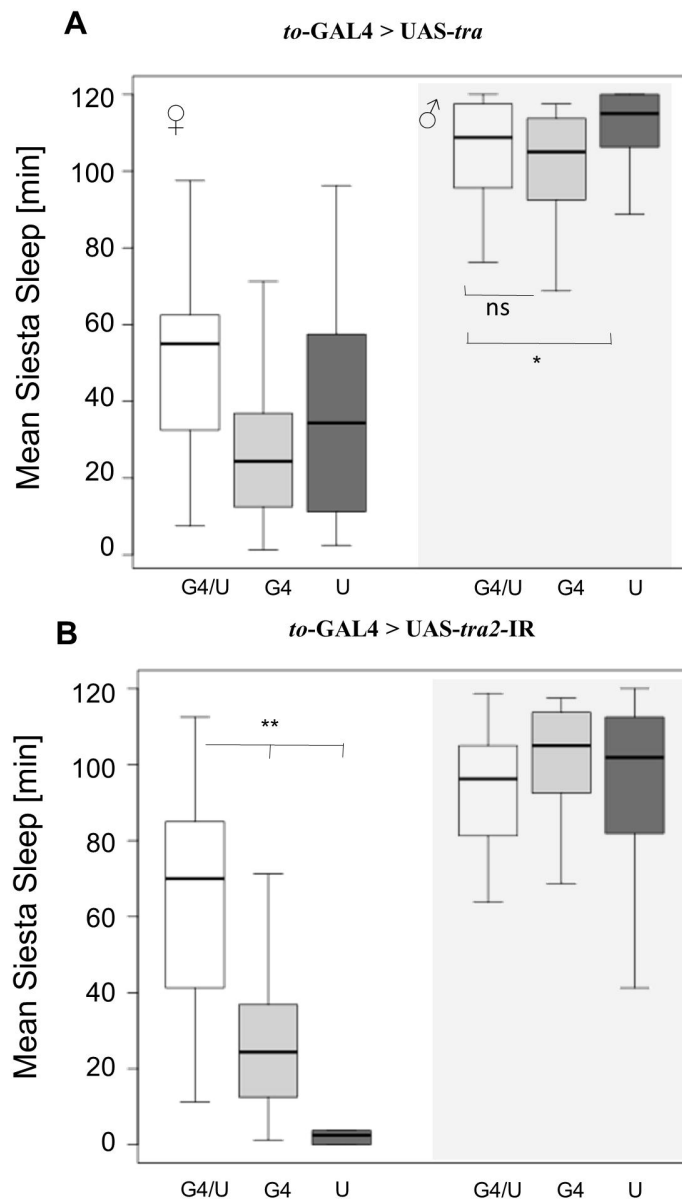 A
to-GAL4 > UAS-tra
Mean Siesta Sleep [min]
120
100
80
60
40
20
0
♀
♂
ns
*
G4/U G4 U G4/U G4 U
B
to-GAL4 > UAS-tra2-IR
Mean Siesta Sleep [min]
120
100
80
60
40
20
0
**
G4/U G4 U G4/U G4 U